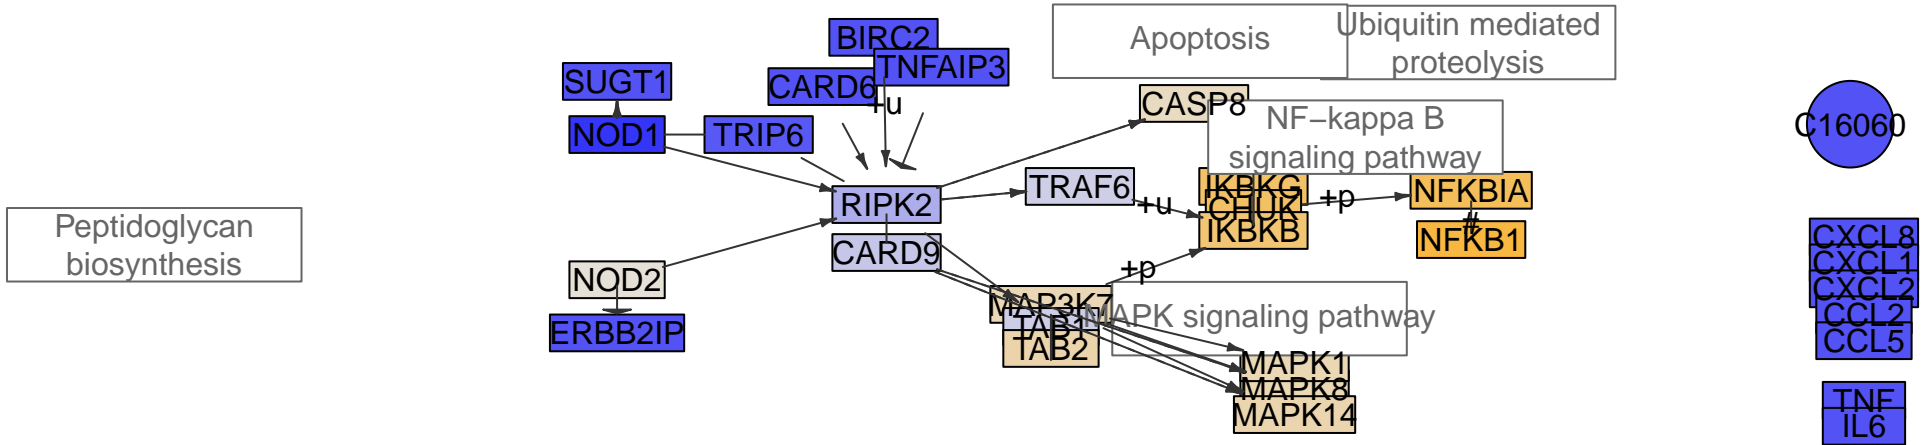 BIRC2
Apoptosis
Ubiquitin mediated
proteolysis
TNFAIP3
SUGT1
CARD6
+u
CASP8
NOD1
TRIP6
NF−kappa B
signaling pathway
C16060
TRAF6
IKBKG
NFKBIA
RIPK2
+u
CHUK
+p
#
IKBKB
NFKB1
Peptidoglycan
biosynthesis
CARD9
CXCL8
CXCL1
CXCL2
CCL2
CCL5
NOD2
+p
MAP3K7
TAB1
TAB2
MAPK signaling pathway
ERBB2IP
MAPK1
MAPK8
MAPK14
TNF
IL6